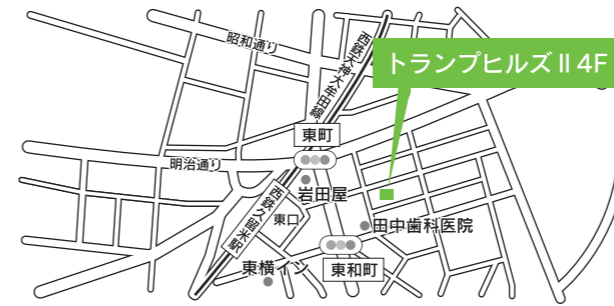 昭和通り
西鉄天神大牟田線
トランプヒルズⅡ 4F
東町
明治通り
岩田屋
西鉄久留米駅
東口
田中歯科医院
東横イン
東和町